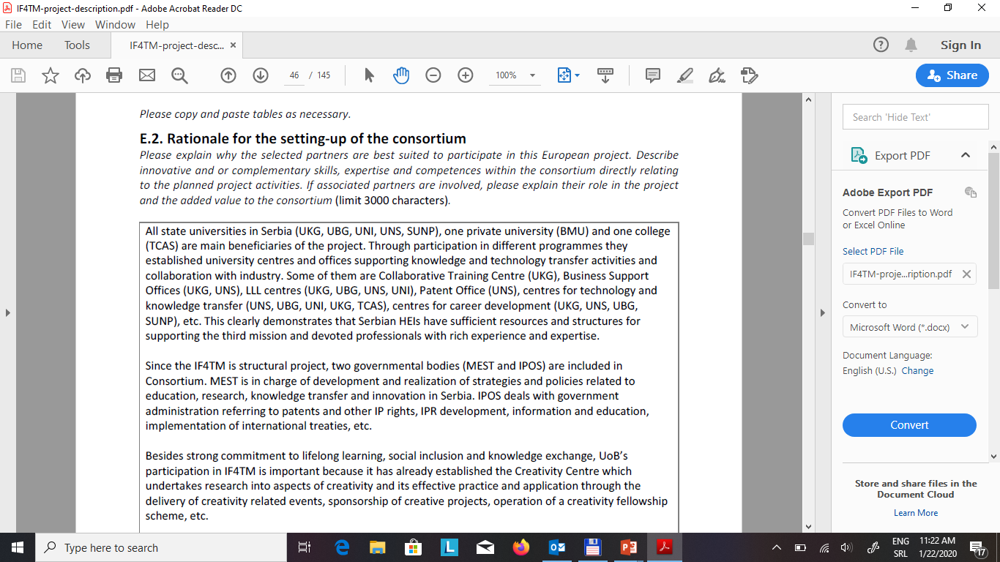 IF4TM-project-description.pdf - Adobe Acrobat Reader DC
File Edit View Window Help
Home Tools IF4TM-project-desc... × Sign In
46 / 145 100% Share
Please copy and paste tables as necessary.
E.2. Rationale for the setting-up of the consortium
Please explain why the selected partners are best suited to participate in this European project. Describe
innovative and or complementary skills, expertise and competences within the consortium directly relating
to the planned project activities. If associated partners are involved, please explain their role in the project
and the added value to the consortium (limit 3000 characters).
All state universities in Serbia (UKG, UBG, UNI, UNS, SUNP), one private university (BMU) and one college
(TCAS) are main beneficiaries of the project. Through participation in different programmes they
established university centres and offices supporting knowledge and technology transfer activities and
collaboration with industry. Some of them are Collaborative Training Centre (UKG), Business Support
Offices (UKG, UNS), LLL centres (UKG, UBG, UNS, UNI), Patent Office (UNS), centres for technology and
knowledge transfer (UNS, UBG, UNI, UKG, TCAS), centres for career development (UKG, UNS, UBG,
SUNP), etc. This clearly demonstrates that Serbian HEIs have sufficient resources and structures for
supporting the third mission and devoted professionals with rich experience and expertise.
Since the IF4TM is structural project, two governmental bodies (MEST and IPOS) are included in
Consortium. MEST is in charge of development and realization of strategies and policies related to
education, research, knowledge transfer and innovation in Serbia. IPOS deals with government
administration referring to patents and other IP rights, IPR development, information and education,
implementation of international treaties, etc.
Besides strong commitment to lifelong learning, social inclusion and knowledge exchange, UoB’s
participation in IF4TM is important because it has already established the Creativity Centre which
undertakes research into aspects of creativity and its effective practice and application through the
delivery of creativity related events, sponsorship of creative projects, operation of a creativity fellowship
scheme, etc.
Search 'Hide Text'
Export PDF
Adobe Export PDF
Convert PDF Files to Word
or Excel Online
Select PDF File
IF4TM-proje...ription.pdf
Convert to
Microsoft Word (*.docx)
Document Language:
English (U.S.) Change
Convert
Store and share files in the
Document Cloud
Learn More
Type here to search
ENG 11:22 AM
SRL 1/22/2020 17